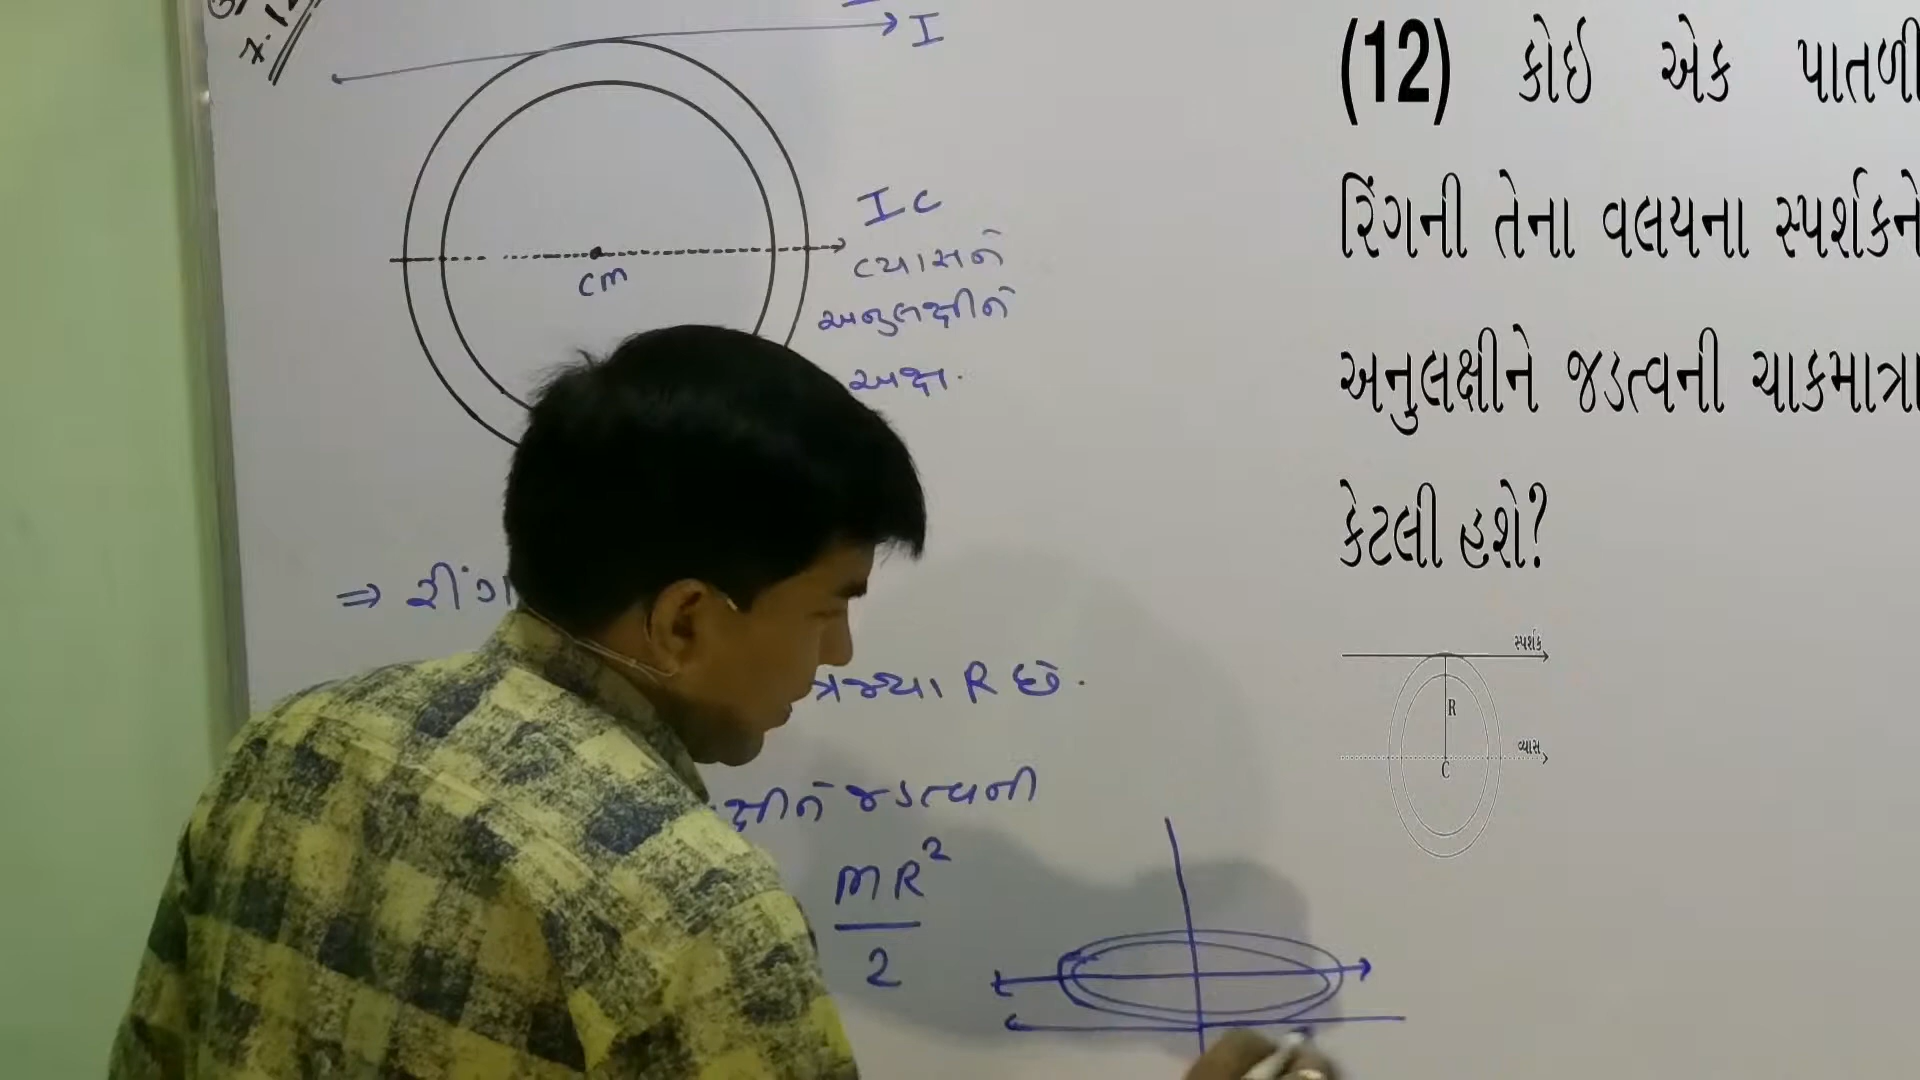 I
Ic
વ્યાસને
અનુલક્ષીને
અક્ષ.
cm
⇒ રીંગ
ત્રિજ્યા R છે.
ક્ષીને જડત્વની
MR²
2
(12) કોઇ એક પાતળી
રિંગની તેના વલયના સ્પર્શકને
અનુલક્ષીને જડત્વની ચાકમાત્રા
કેટલી હશે?
સ્પર્શક
R
વ્યાસ
C